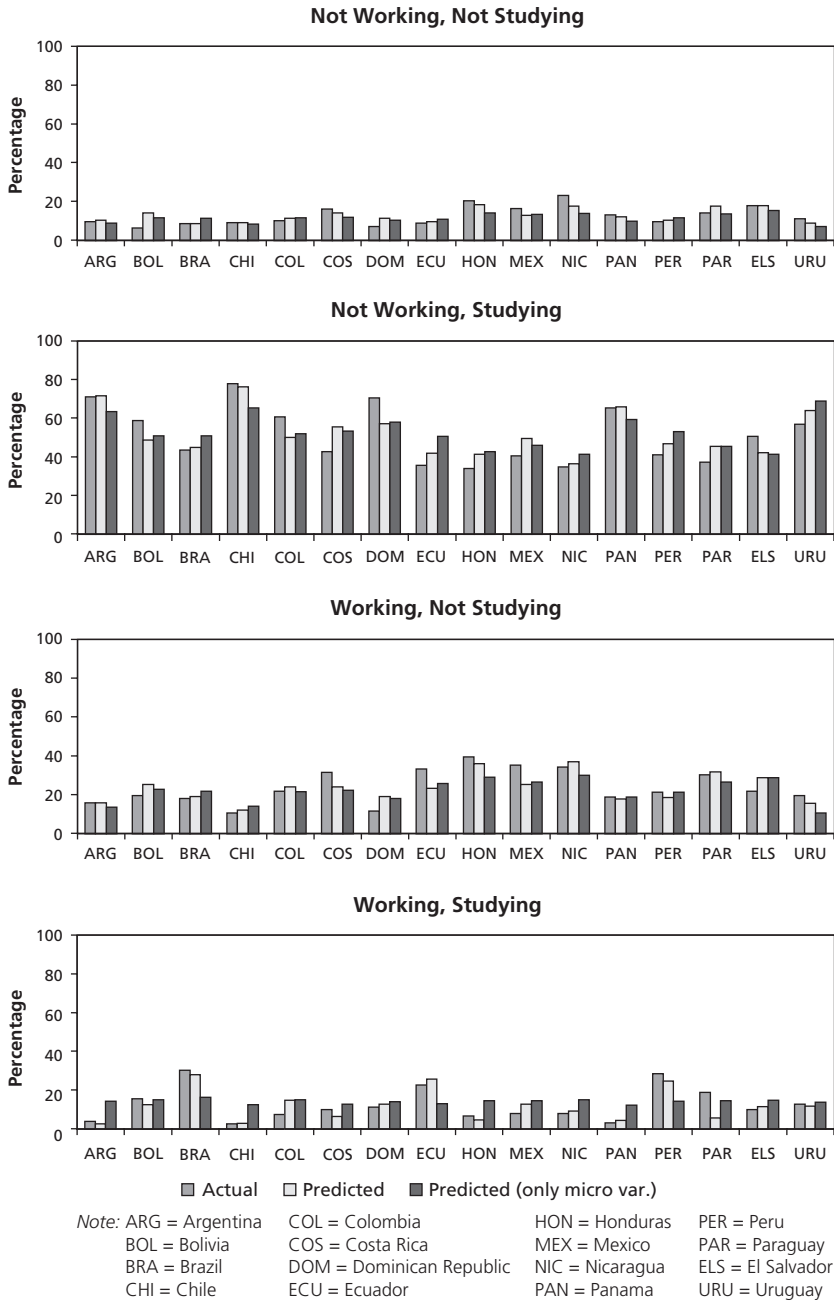 Not Working, Not Studying
Percentage
100
80
60
40
20
0
ARG BOL BRA CHI COL COS DOM ECU HON MEX NIC PAN PER PAR ELS URU
Not Working, Studying
Percentage
100
80
60
40
20
0
ARG BOL BRA CHI COL COS DOM ECU HON MEX NIC PAN PER PAR ELS URU
Working, Not Studying
Percentage
100
80
60
40
20
0
ARG BOL BRA CHI COL COS DOM ECU HON MEX NIC PAN PER PAR ELS URU
Working, Studying
Percentage
100
80
60
40
20
0
ARG BOL BRA CHI COL COS DOM ECU HON MEX NIC PAN PER PAR ELS URU
Actual Predicted Predicted (only micro var.)
Note: ARG = Argentina COL = Colombia HON = Honduras PER = Peru
BOL = Bolivia COS = Costa Rica MEX = Mexico PAR = Paraguay
BRA = Brazil DOM = Dominican Republic NIC = Nicaragua ELS = El Salvador
CHI = Chile ECU = Ecuador PAN = Panama URU = Uruguay